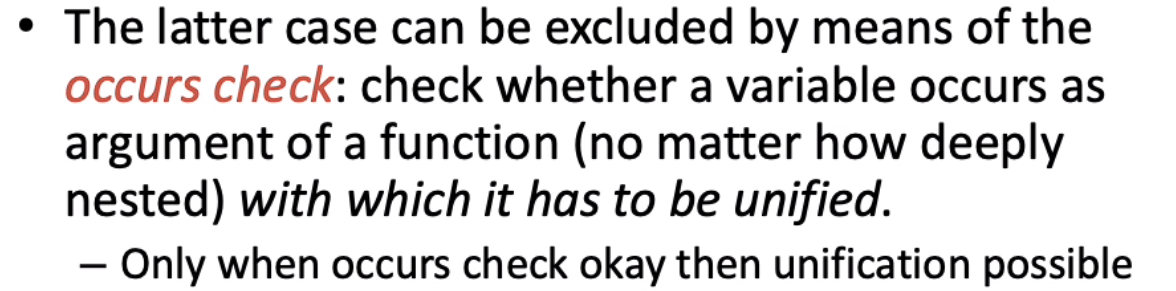 • The latter case can be excluded by means of the
occurs check: check whether a variable occurs as
argument of a function (no matter how deeply
nested) with which it has to be unified.
– Only when occurs check okay then unification possible